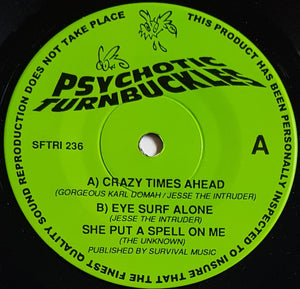 THIS PRODUCT HAS BEEN PERSONALLY INSPECTED TO INSURE THAT THE FINEST QUALITY SOUND REPRODUCTION DOES NOT TAKE PLACE
PSYCHOTIC
TURNBUCKLES
SFTRI 236
A
A) CRAZY TIMES AHEAD
(GORGEOUS KARL DOMAH / JESSE THE INTRUDER)
B) EYE SURF ALONE
(JESSE THE INTRUDER)
SHE PUT A SPELL ON ME
(THE UNKNOWN)
PUBLISHED BY SURVIVAL MUSIC